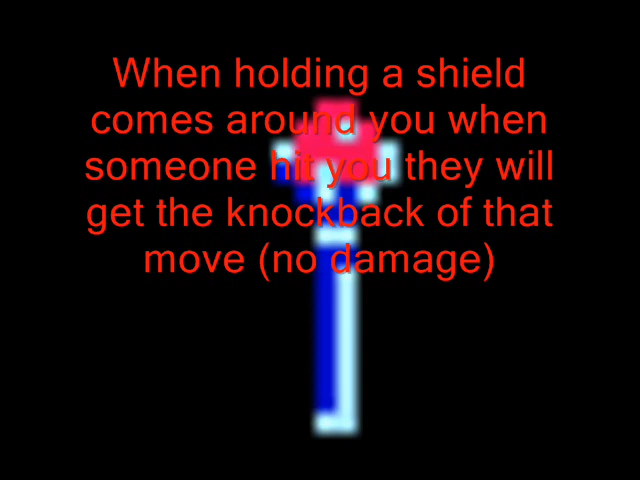 When holding a shield
comes around you when
someone hit you they will
get the knockback of that
move (no damage)